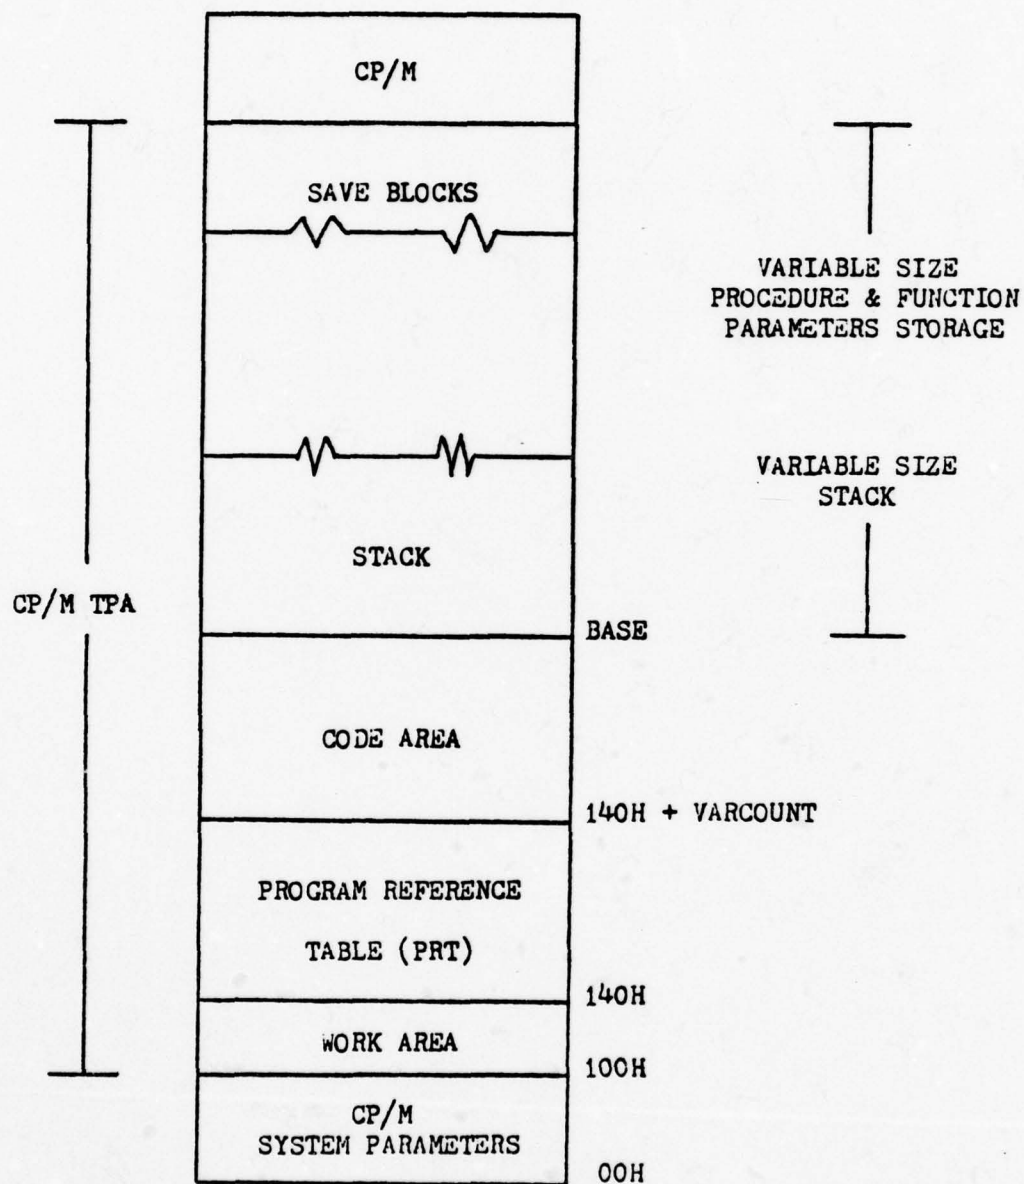 CP/M
SAVE BLOCKS
VARIABLE SIZE
PROCEDURE & FUNCTION
PARAMETERS STORAGE
VARIABLE SIZE
STACK
STACK
CP/M TPA
BASE
CODE AREA
140H + VARCOUNT
PROGRAM REFERENCE
TABLE (PRT)
140H
WORK AREA
100H
CP/M
SYSTEM PARAMETERS
00H